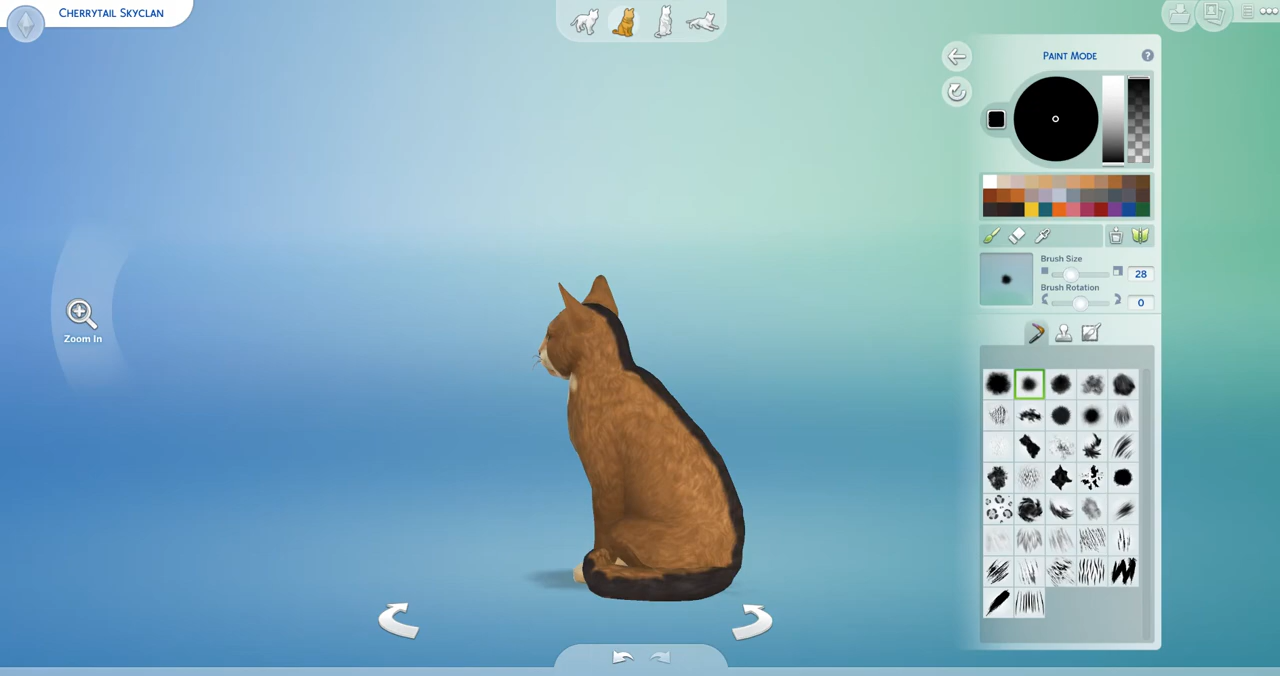 CHERRYTAIL SKYCLAN
PAINT MODE
?
Brush Size
28
Brush Rotation
0
Zoom In